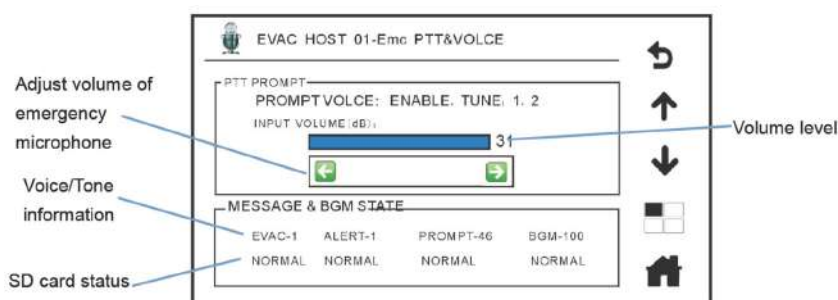 EVAC HOST 01-Emc PTT&VOLCE
Adjust volume of
emergency
microphone
PTT PROMPT
PROMPT VOLCE: ENABLE. TUNE: 1. 2
INPUT VOLUME(dB):
31
Volume level
Voice/Tone
information
MESSAGE & BGM STATE
EVAC-1 ALERT-1 PROMPT-46 BGM-100
NORMAL NORMAL NORMAL NORMAL
SD card status